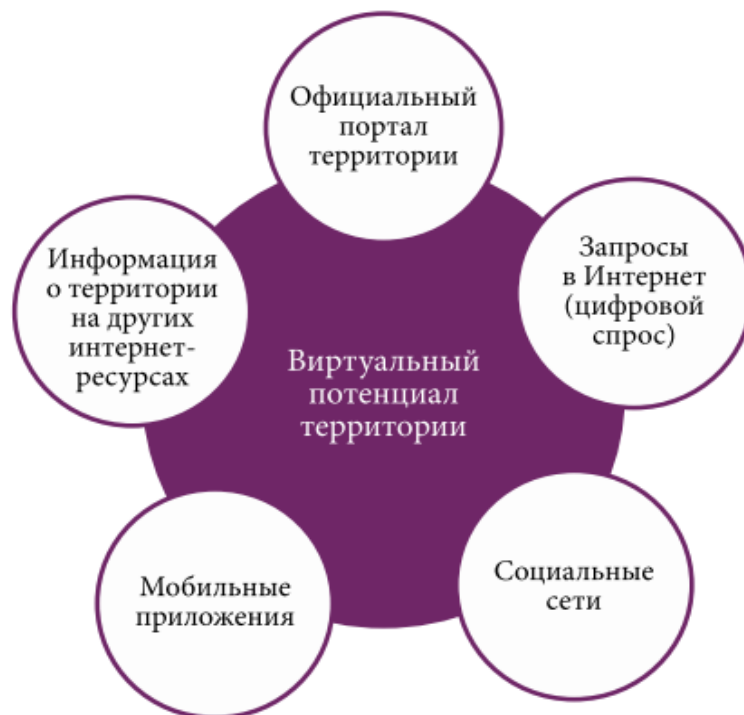 Официальный
портал
территории
Запросы
в Интернет
(цифровой
спрос)
Информация
о территории
на других
интернет-
ресурсах
Виртуальный
потенциал
территории
Социальные
сети
Мобильные
приложения